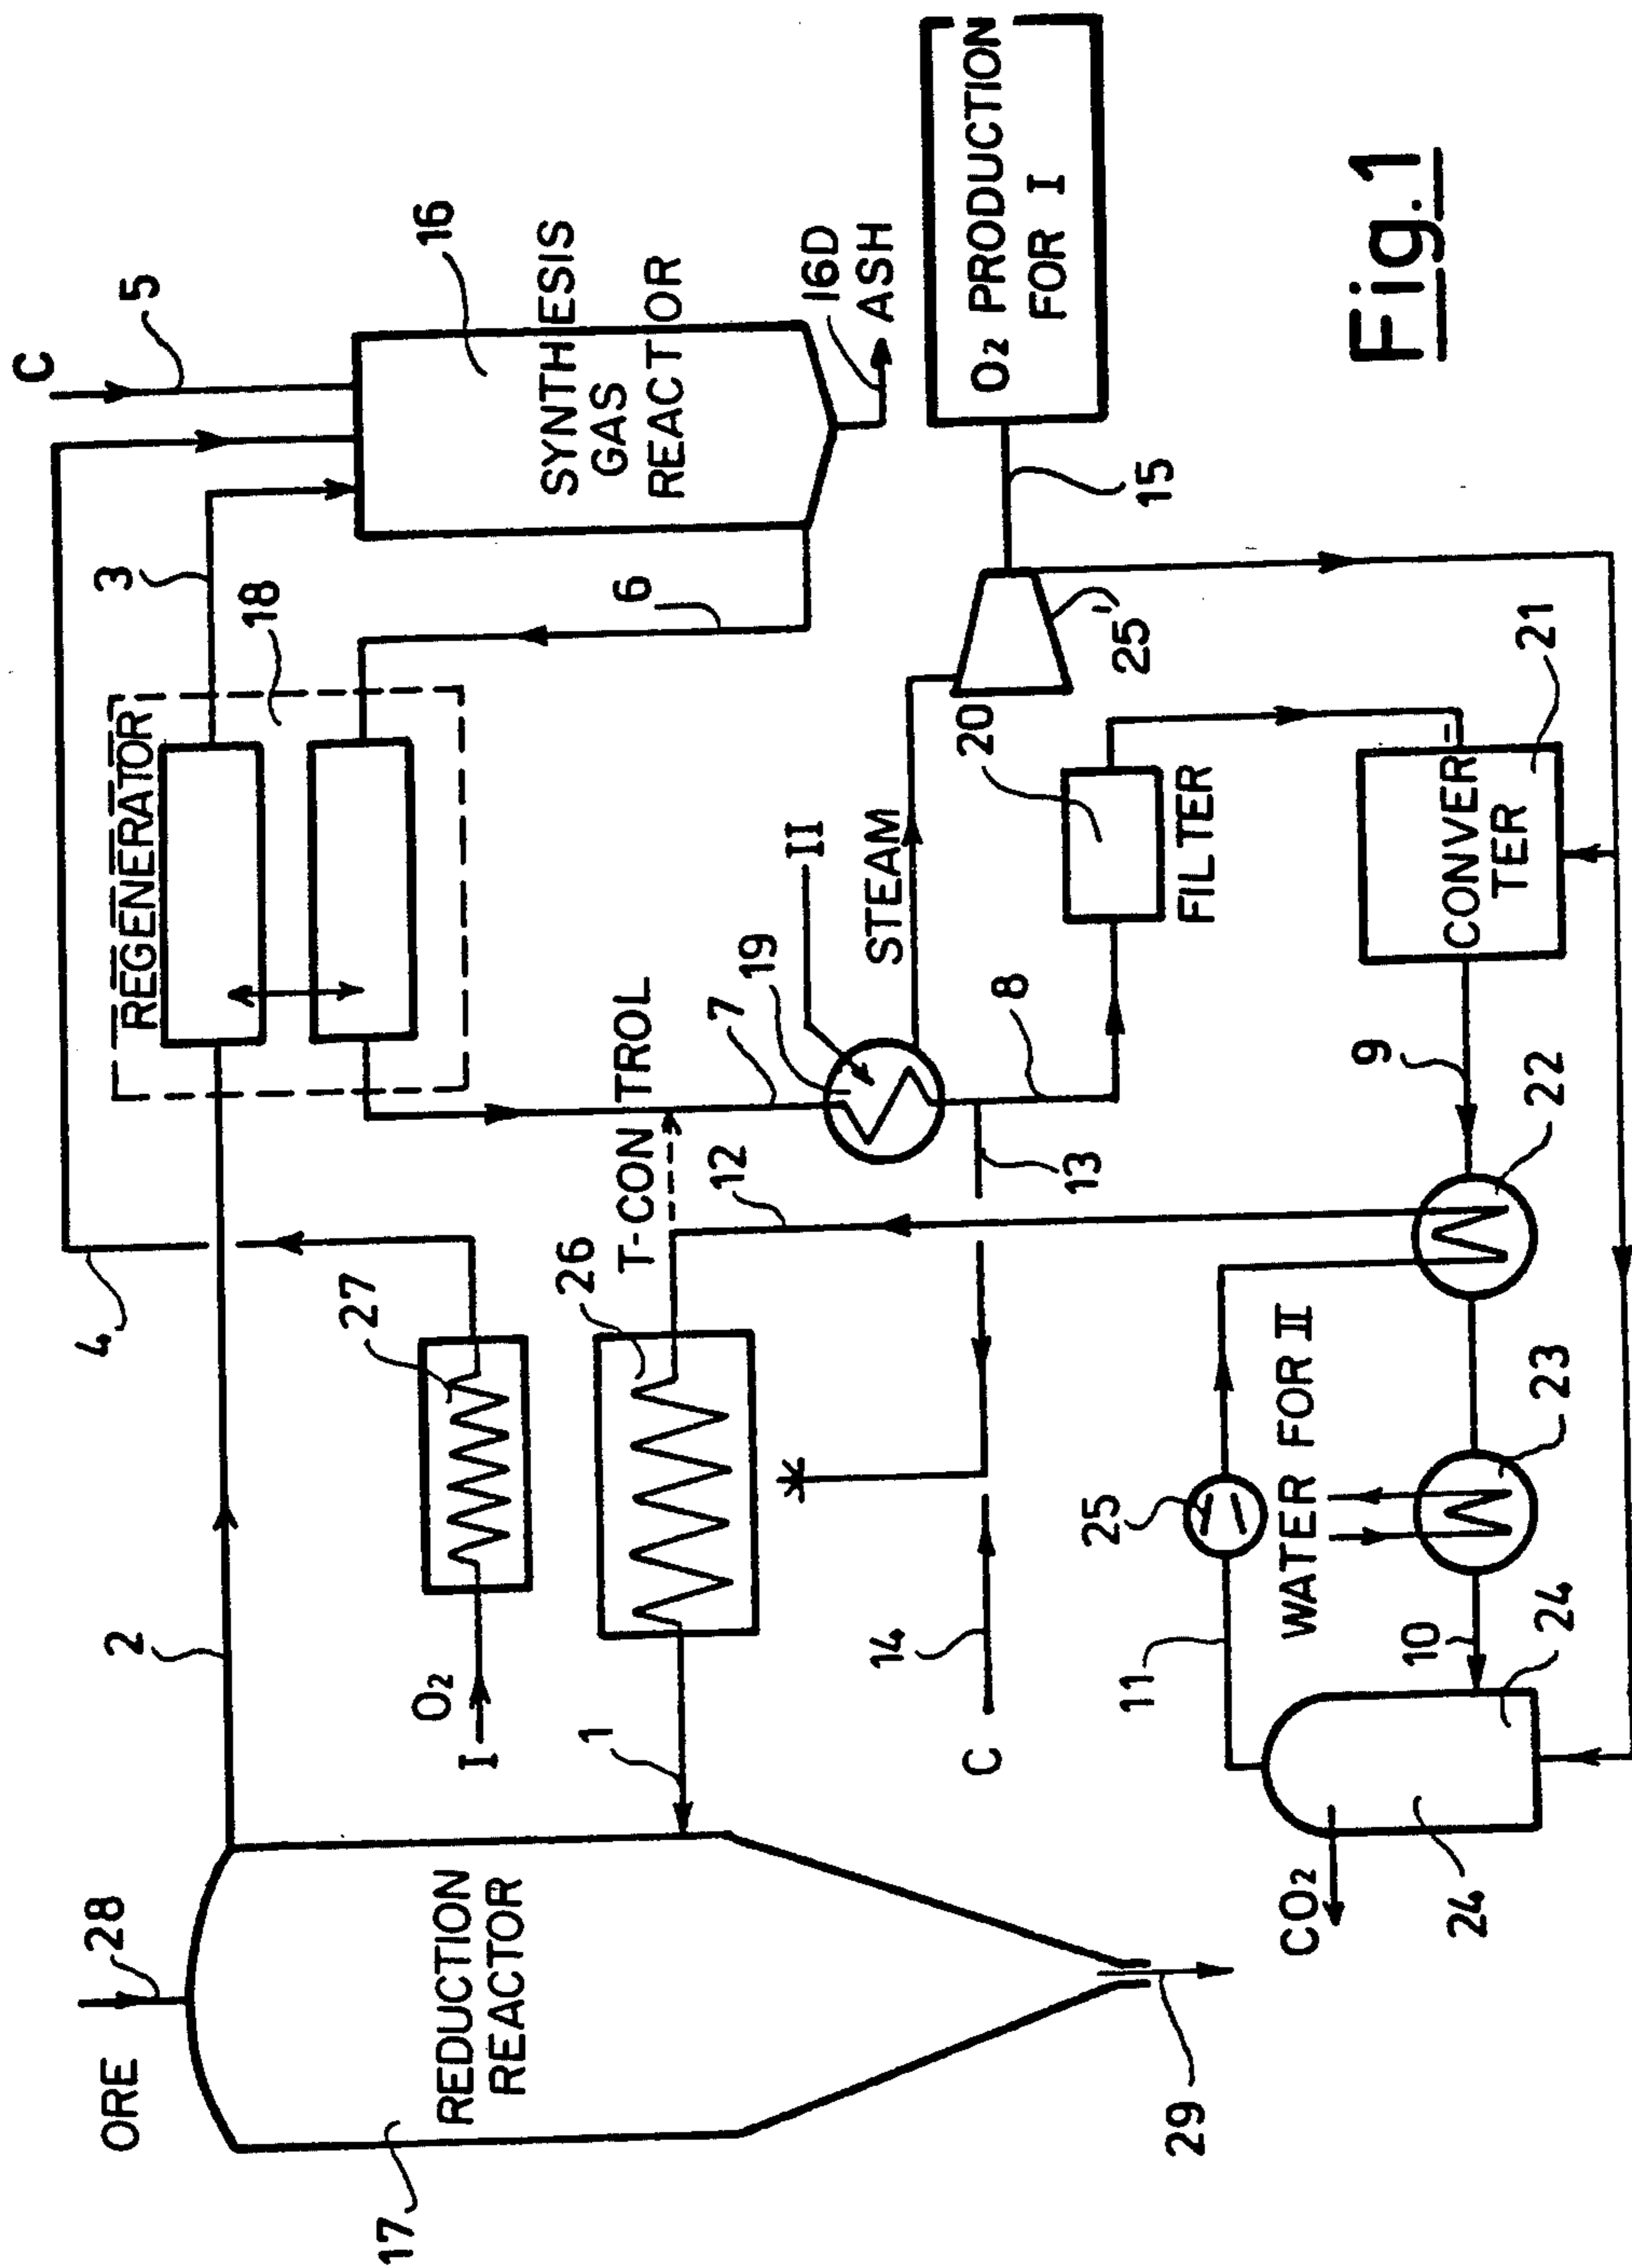 ORE
28
17
REDUCTION
REACTOR
29
2
4
O₂
I
27
1
26
T-CONTROL
12
REGENERATOR
18
3
C
5
16
SYNTHESIS
GAS
REACTOR
6
16D
ASH
7
19
II
STEAM
25'
15
O₂ PRODUCTION
FOR I
13
8
20
FILTER
C
14
CONVER=
TER
21
9
22
WATER FOR II
23
25
11
10
24
24
CO₂
Fig.1